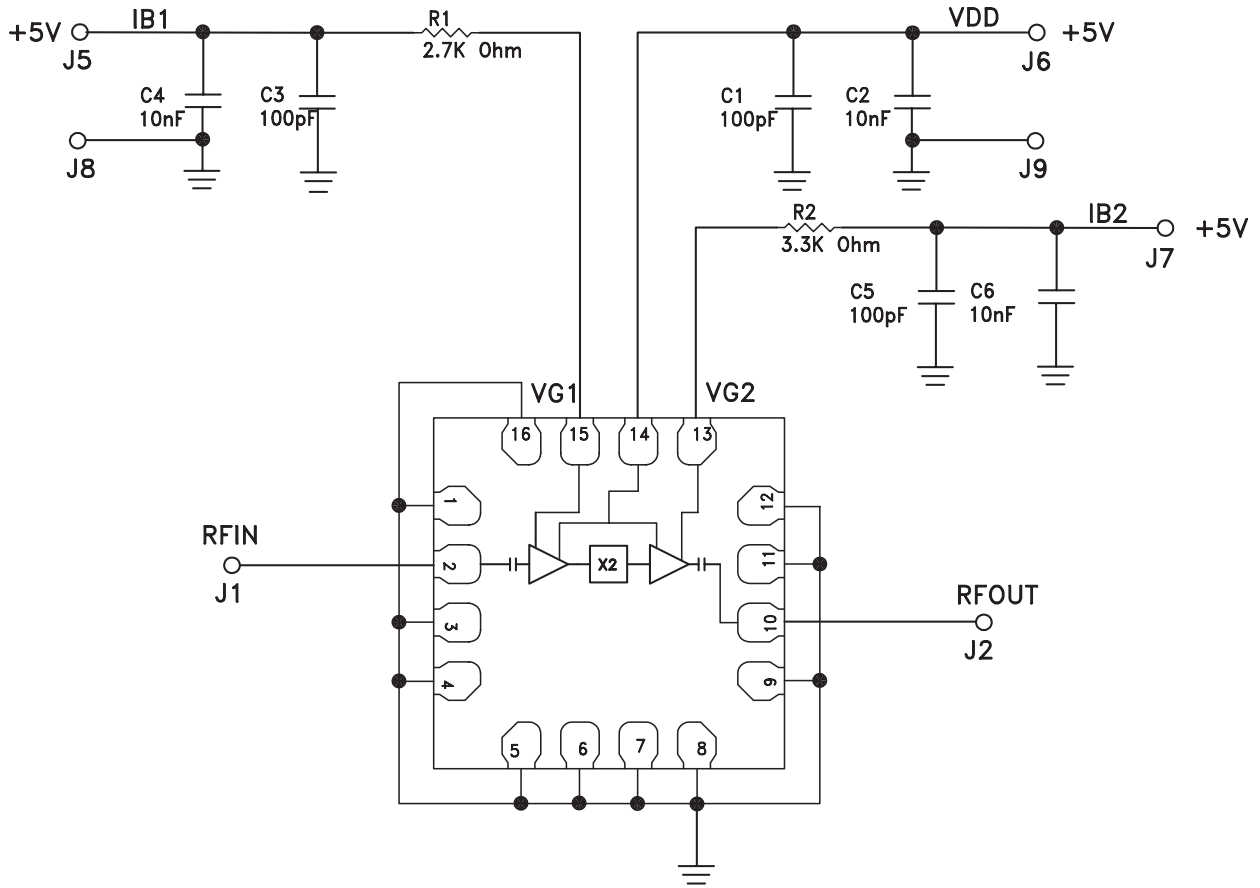 +5V
IB1
J5
R1
2.7K Ohm
VDD
+5V
J6
C4
10nF
C3
100pF
C1
100pF
C2
10nF
J8
J9
R2
3.3K Ohm
IB2
+5V
J7
C5
100pF
C6
10nF
VG1
VG2
16
15
14
13
1
12
RFIN
J1
2
X2
11
3
10
RFOUT
J2
4
9
5
6
7
8